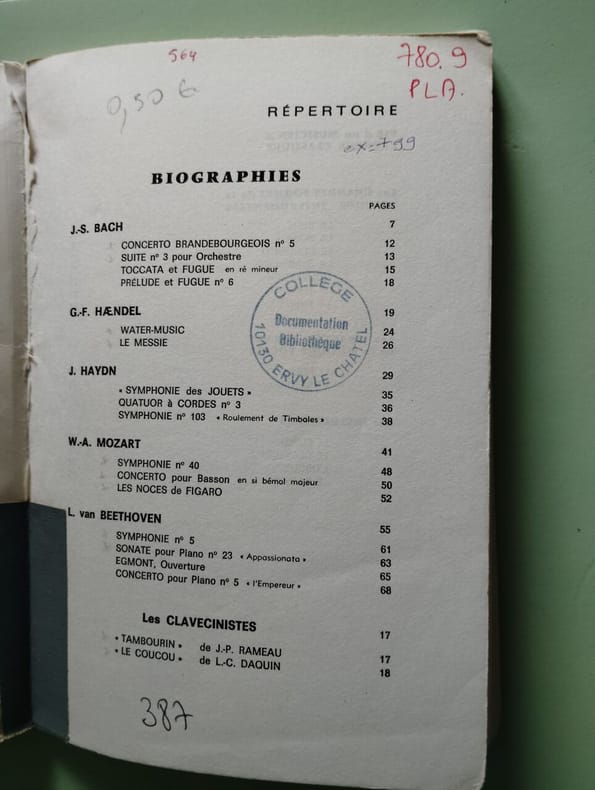 564
780.9
PLA.
0,50 €
RÉPERTOIRE
ex=799
BIOGRAPHIES
PAGES
J.-S. BACH 7
CONCERTO BRANDEBOURGEOIS nº 5 12
SUITE nº 3 pour Orchestre 13
TOCCATA et FUGUE en ré mineur 15
PRÉLUDE et FUGUE nº 6 18
COLLEGE
Documentation
Bibliothéque
10130 ERVY LE CHATEL
G.-F. HÆNDEL 19
WATER-MUSIC 24
LE MESSIE 26
J. HAYDN 29
« SYMPHONIE des JOUETS » 35
QUATUOR à CORDES nº 3 36
SYMPHONIE nº 103 « Roulement de Timbales » 38
W.-A. MOZART 41
SYMPHONIE nº 40 48
CONCERTO pour Basson en si bémol majeur 50
LES NOCES de FIGARO 52
L. van BEETHOVEN 55
SYMPHONIE nº 5 61
SONATE pour Piano nº 23 « Appassionata » 63
EGMONT, Ouverture 65
CONCERTO pour Piano nº 5 « l'Empereur » 68
Les CLAVECINISTES 17
« TAMBOURIN » de J.-P. RAMEAU 17
« LE COUCOU » de L.-C. DAQUIN 18
387